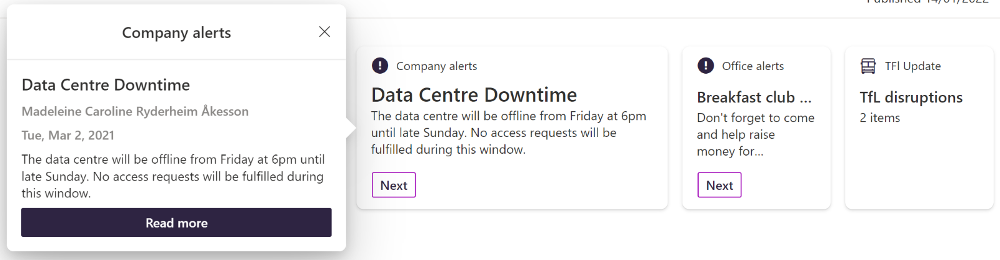 Published 14/01/2022
Company alerts
Data Centre Downtime
Madeleine Caroline Ryderheim Åkesson
Tue, Mar 2, 2021
The data centre will be offline from Friday at 6pm until
late Sunday. No access requests will be fulfilled during
this window.
Read more
Company alerts
Data Centre Downtime
The data centre will be offline from Friday at 6pm
until late Sunday. No access requests will be
fulfilled during this window.
Next
Office alerts
Breakfast club ...
Don't forget to come
and help raise
money for...
Next
TFl Update
TfL disruptions
2 items